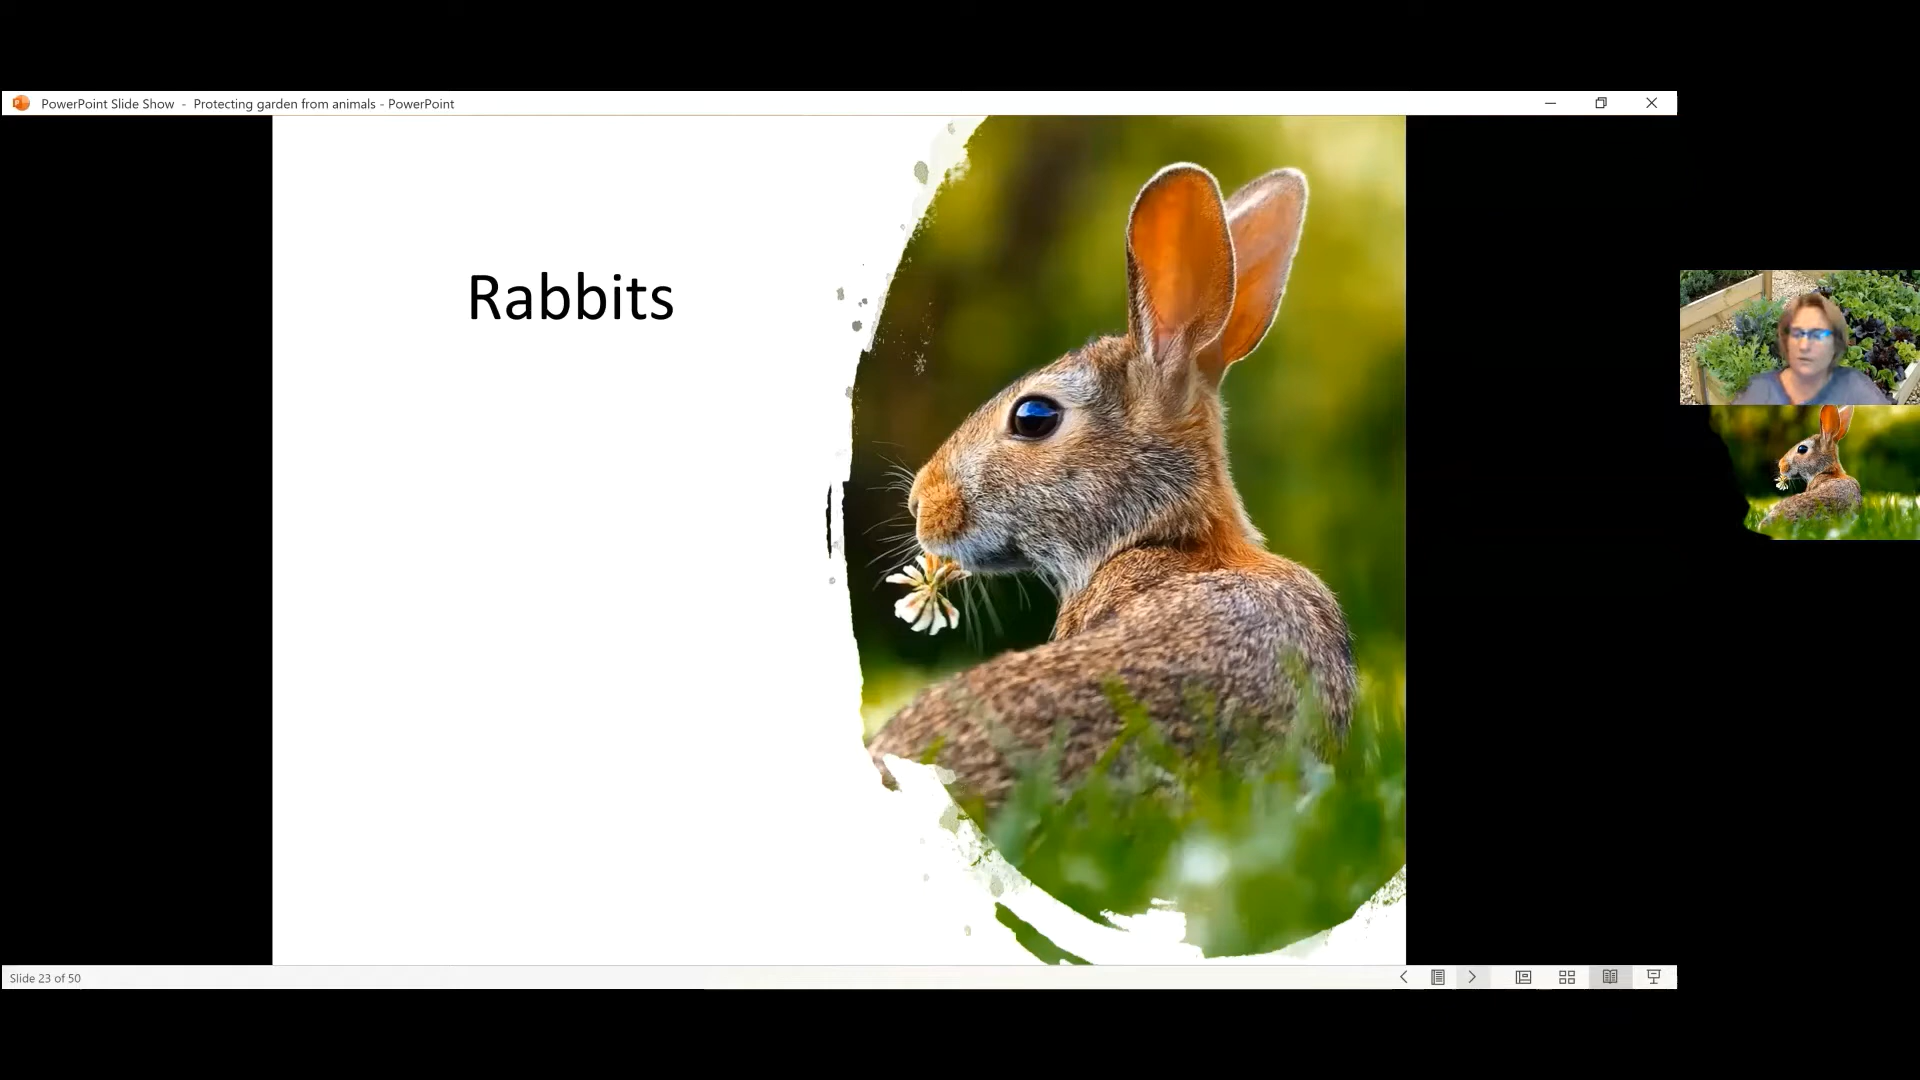 PowerPoint Slide Show - Protecting garden from animals - PowerPoint
Rabbits
Slide 23 of 50